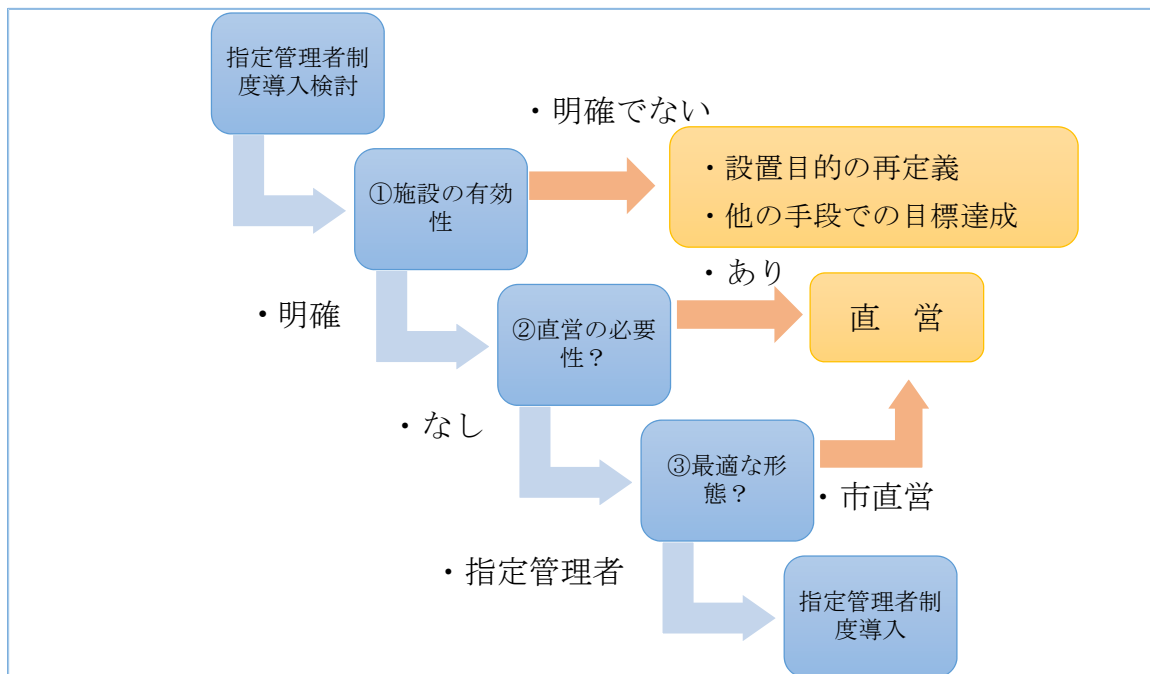 指定管理者制
度導入検討
・明確でない
①施設の有効
性
・設置目的の再定義
・他の手段での目標達成
・明確
・あり
②直営の必要
性？
直　営
・なし
③最適な形
態？
・市直営
・指定管理者
指定管理者制
度導入